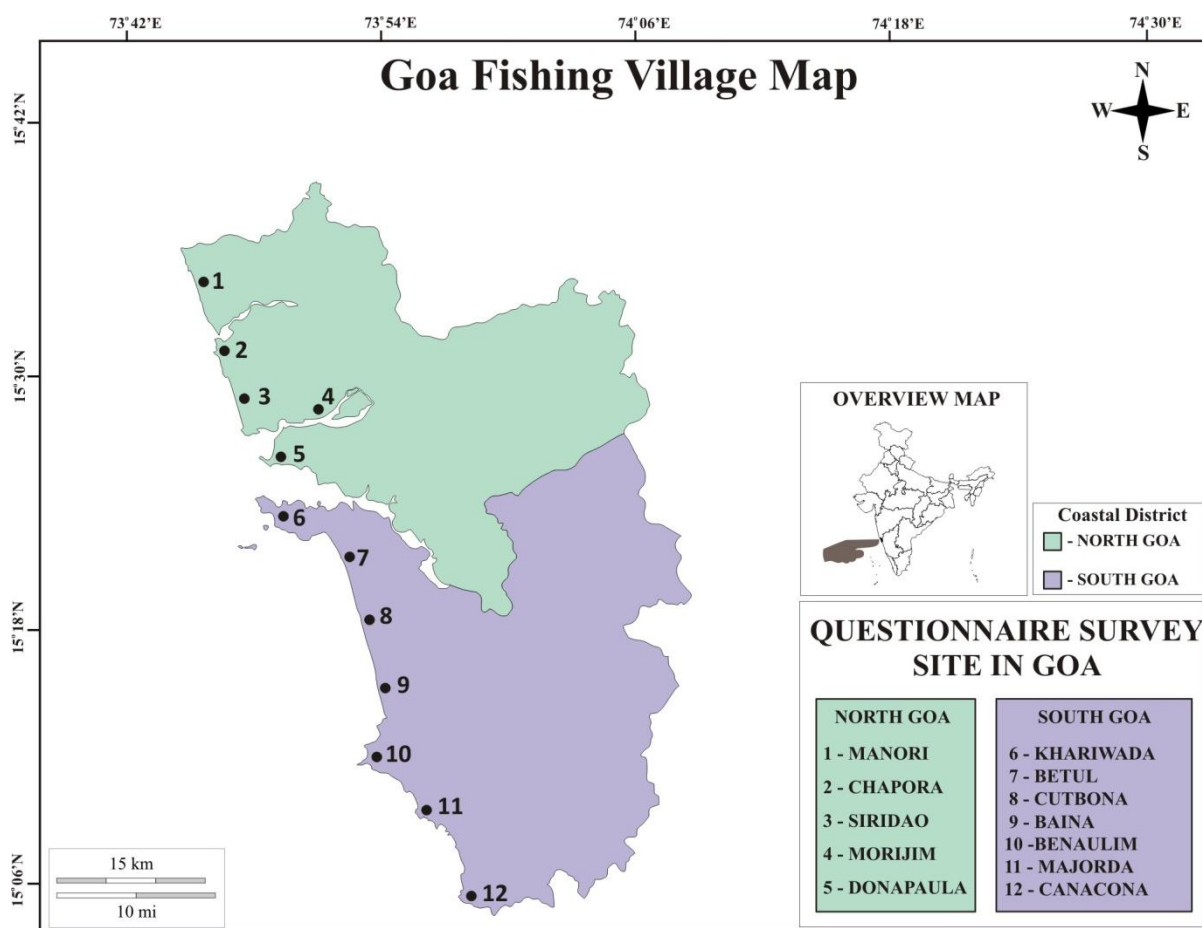 73°42'E 73°54'E 74°06'E 74°18'E 74°30'E
Goa Fishing Village Map
N
W E
S
15°42'N
15°30'N
15°18'N
15°06'N
1
2
3
4
5
6
7
8
9
10
11
12
OVERVIEW MAP
Coastal District
- NORTH GOA
- SOUTH GOA
QUESTIONNAIRE SURVEY
SITE IN GOA
NORTH GOA
1 - MANORI
2 - CHAPORA
3 - SIRIDAO
4 - MORIJIM
5 - DONAPAULA
SOUTH GOA
6 - KHARIWADA
7 - BETUL
8 - CUTBONA
9 - BAINA
10 -BENAULIM
11 - MAJORDA
12 - CANACONA
15 km
10 mi